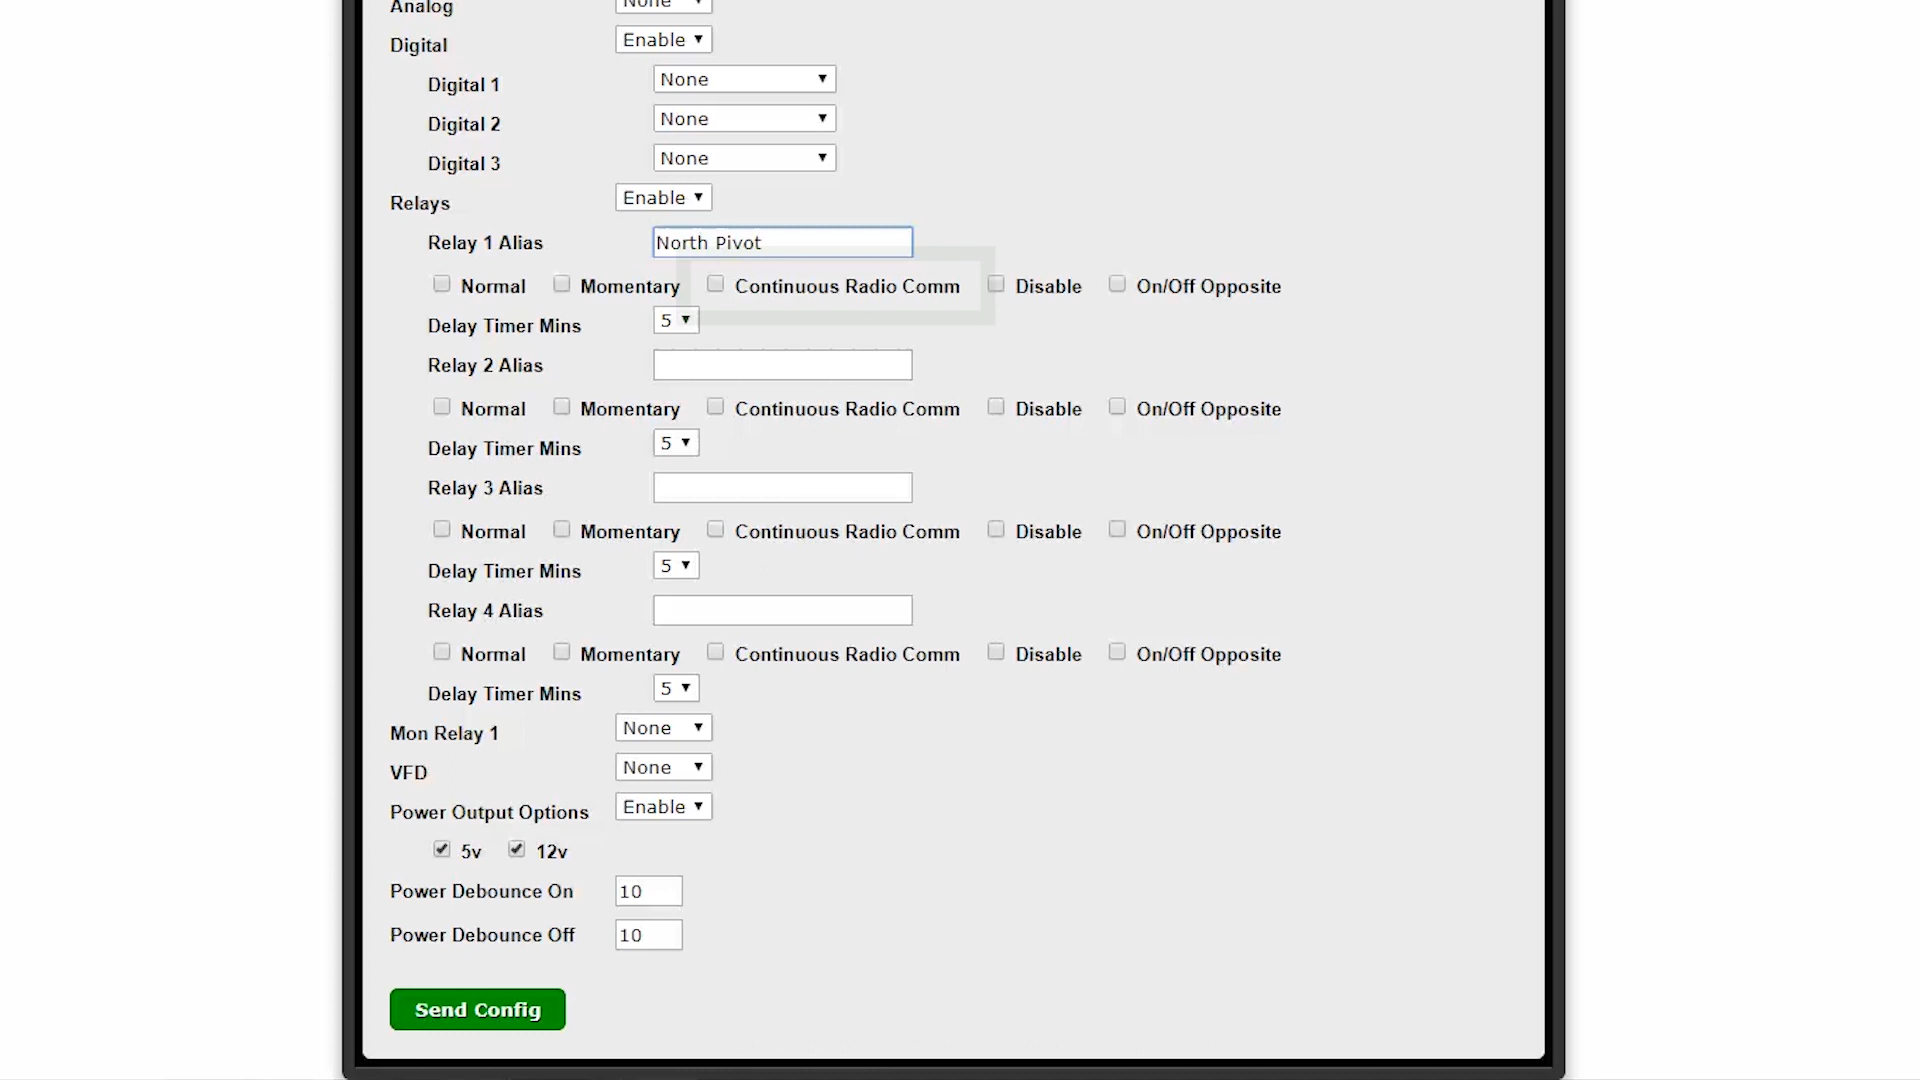 Analog None
Digital Enable
Digital 1 None
Digital 2 None
Digital 3 None
Relays Enable
Relay 1 Alias North Pivot
Normal Momentary Continuous Radio Comm Disable On/Off Opposite
Delay Timer Mins 5
Relay 2 Alias
Normal Momentary Continuous Radio Comm Disable On/Off Opposite
Delay Timer Mins 5
Relay 3 Alias
Normal Momentary Continuous Radio Comm Disable On/Off Opposite
Delay Timer Mins 5
Relay 4 Alias
Normal Momentary Continuous Radio Comm Disable On/Off Opposite
Delay Timer Mins 5
Mon Relay 1 None
VFD None
Power Output Options Enable
5v 12v
Power Debounce On 10
Power Debounce Off 10
Send Config